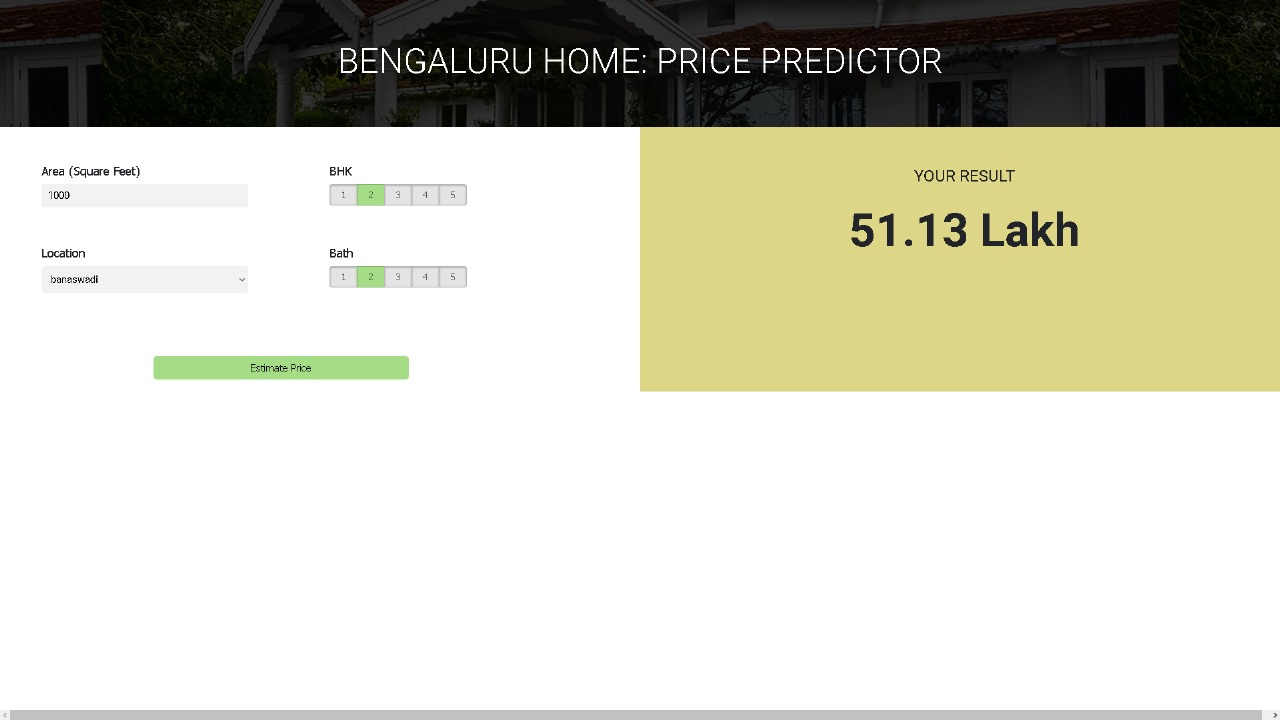 BENGALURU HOME: PRICE PREDICTOR
Area (Square Feet)
1000
BHK
1 2 3 4 5
Location
banaswadi
Bath
1 2 3 4 5
Estimate Price
YOUR RESULT
51.13 Lakh